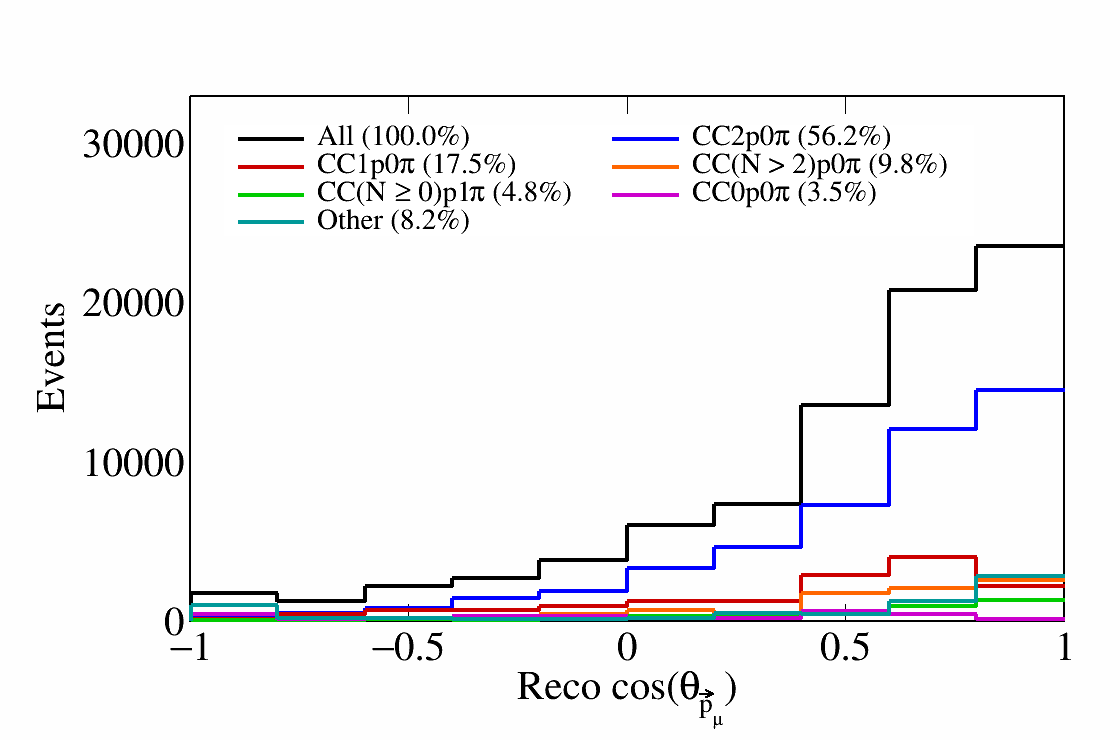 30000
20000
10000
0
Events
All (100.0%)
CC2p0π (56.2%)
CC1p0π (17.5%)
CC(N > 2)p0π (9.8%)
CC(N ≥ 0)p1π (4.8%)
CC0p0π (3.5%)
Other (8.2%)
−1
−0.5
0
0.5
1
Reco cos(θp⃗μ)